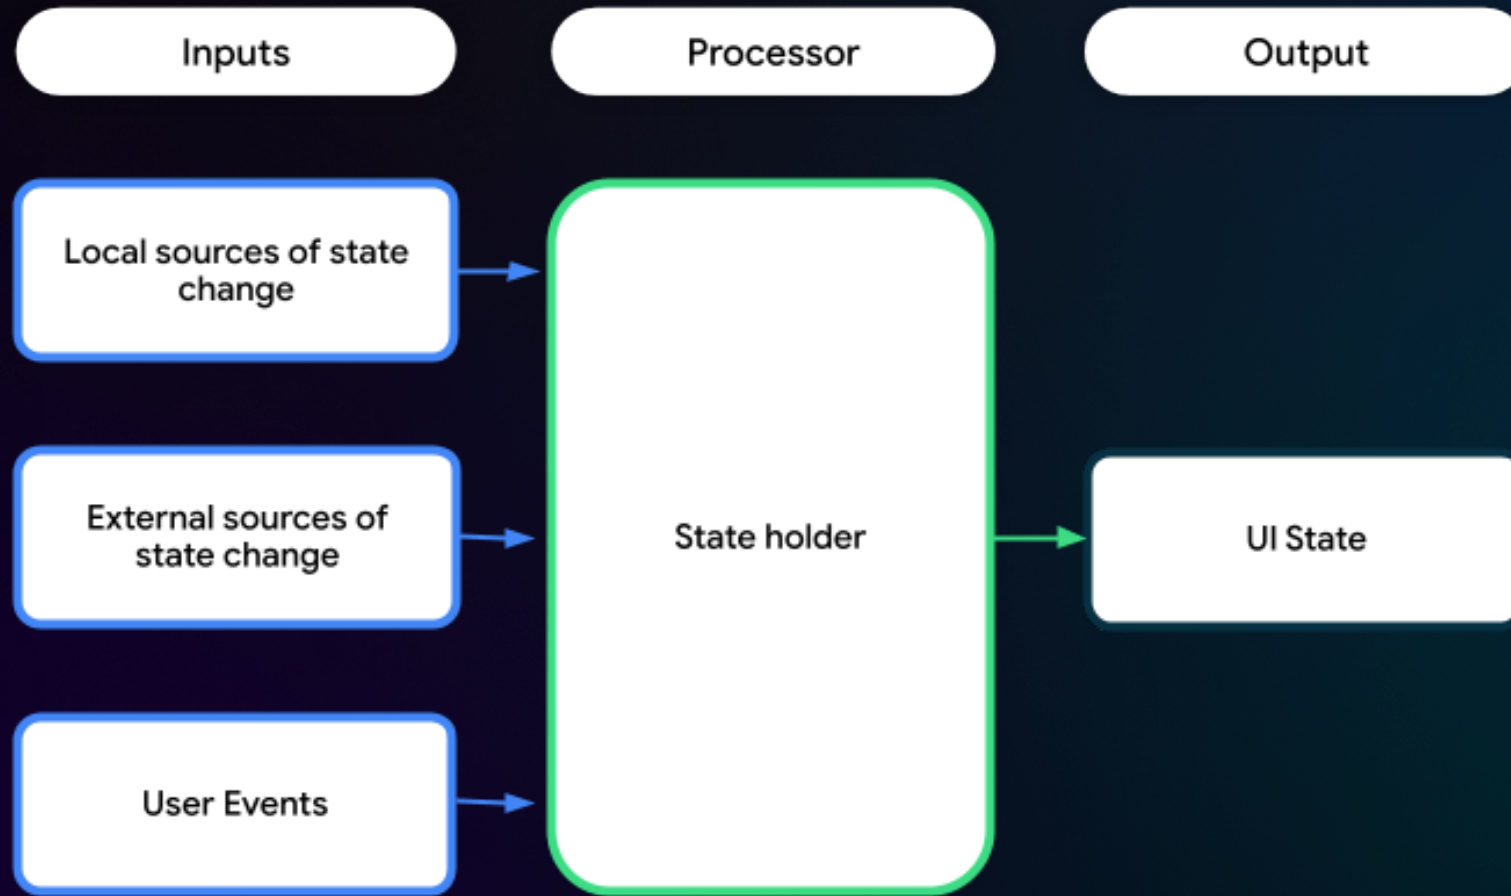 Inputs
Processor
Output
Local sources of state
change
External sources of
state change
State holder
UI State
User Events